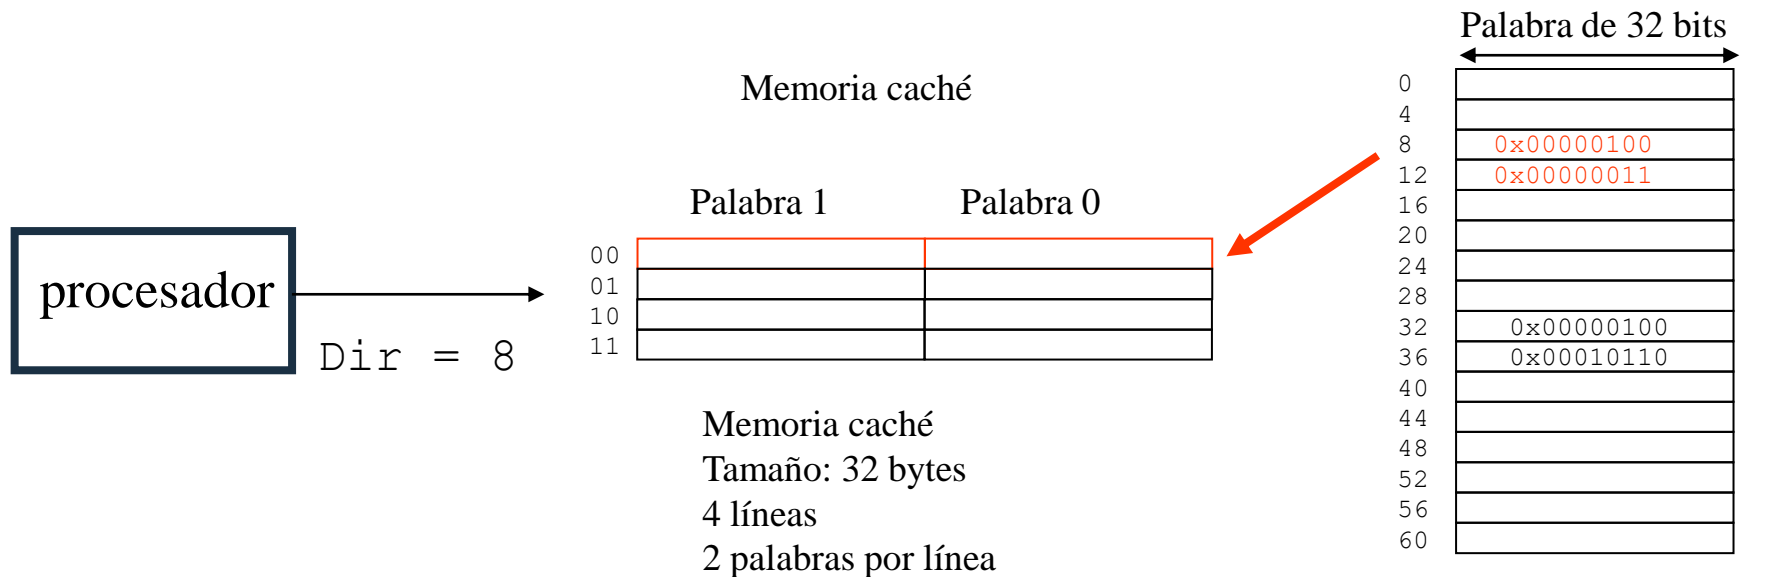 Palabra de 32 bits
Memoria caché
Palabra 1
Palabra 0
00
01
10
11
procesador
Dir = 8
Memoria caché
Tamaño: 32 bytes
4 líneas
2 palabras por línea
0
4
8 0x00000100
12 0x00000011
16
20
24
28
32 0x00000100
36 0x00010110
40
44
48
52
56
60